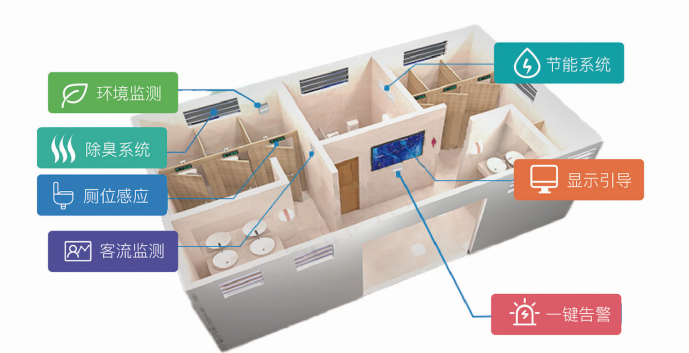 环境监测
除臭系统
厕位感应
客流监测
节能系统
显示引导
一键告警